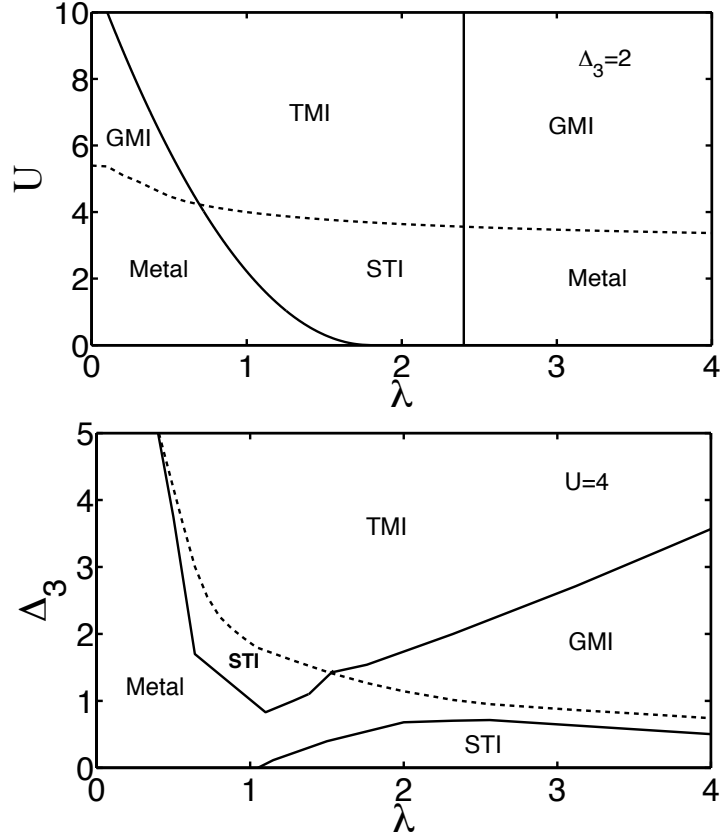 10
Δ3=2
8
TMI
GMI
GMI
6
U
4
Metal
STI
Metal
2
0
0 1 2 3 4
λ
5
U=4
4
TMI
3
Δ3
2
GMI
STI
Metal
1
STI
0
0 1 2 3 4
λ